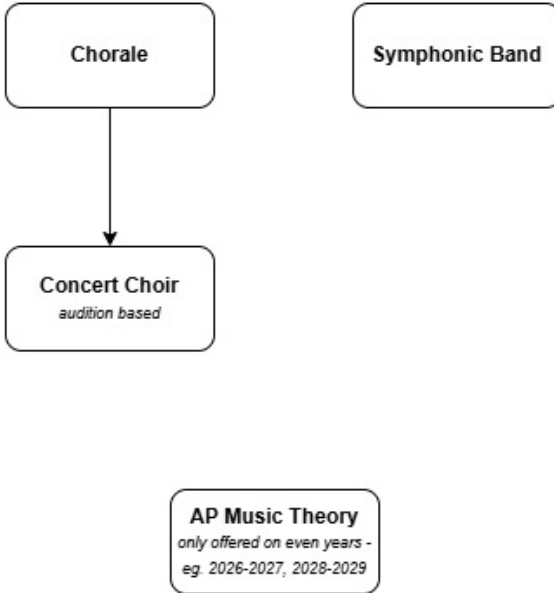 Chorale
Symphonic Band
Concert Choir
audition based
AP Music Theory
only offered on even years -
eg. 2026-2027, 2028-2029